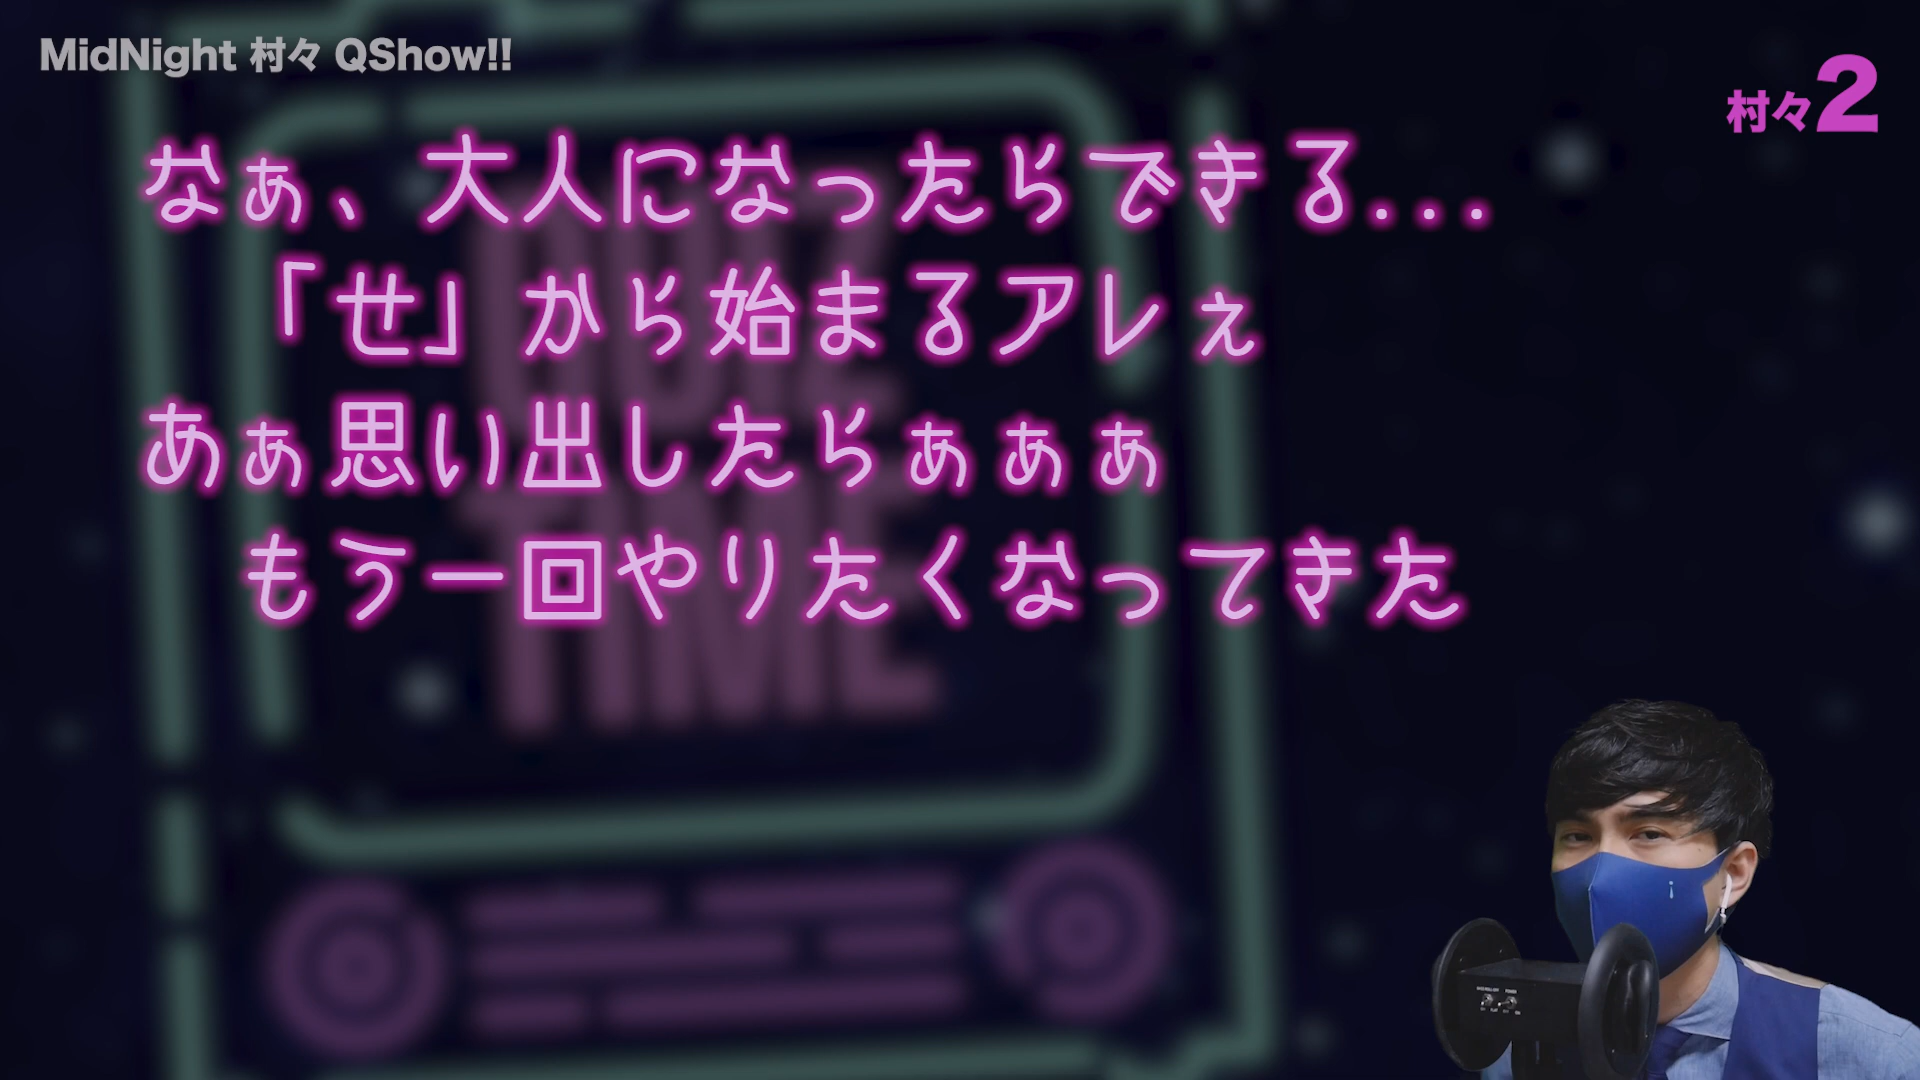 MidNight 村々 QShow!!
村々2
なぁ、大人になったらできる...
「せ」から始まるアレぇ
あぁ思い出したらぁぁぁ
もう一回やりたくなってきた
QUIZ
TIME